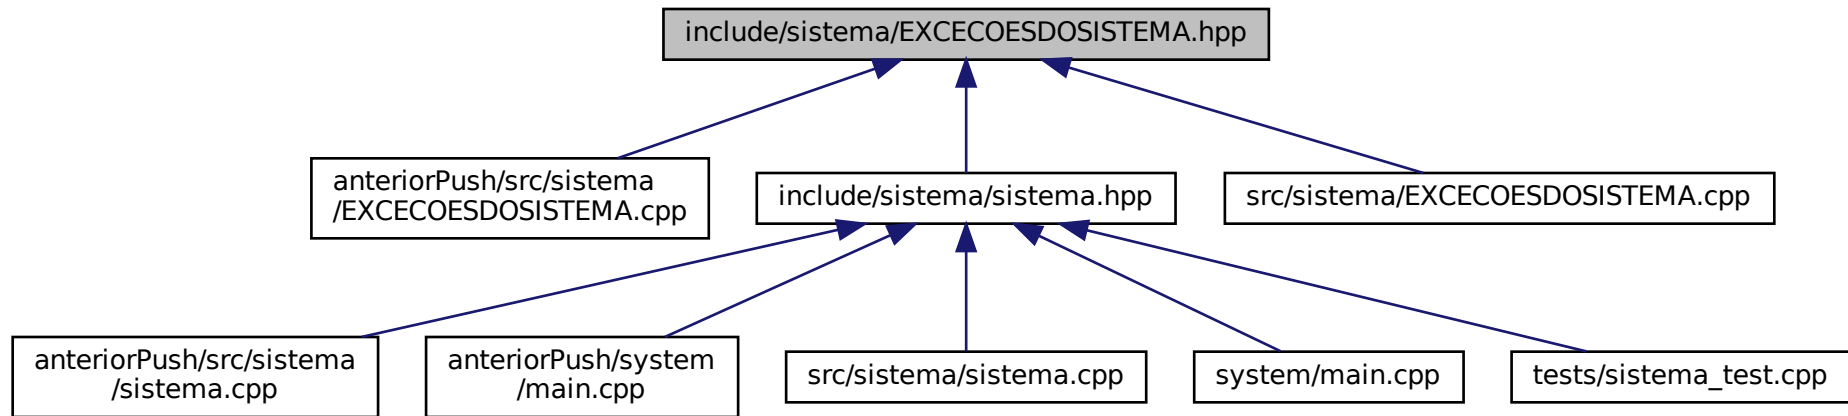 include/sistema/EXCECOESDOSISTEMA.hpp
anteriorPush/src/sistema
/EXCECOESDOSISTEMA.cpp
include/sistema/sistema.hpp
src/sistema/EXCECOESDOSISTEMA.cpp
anteriorPush/src/sistema
/sistema.cpp
anteriorPush/system
/main.cpp
src/sistema/sistema.cpp
system/main.cpp
tests/sistema_test.cpp